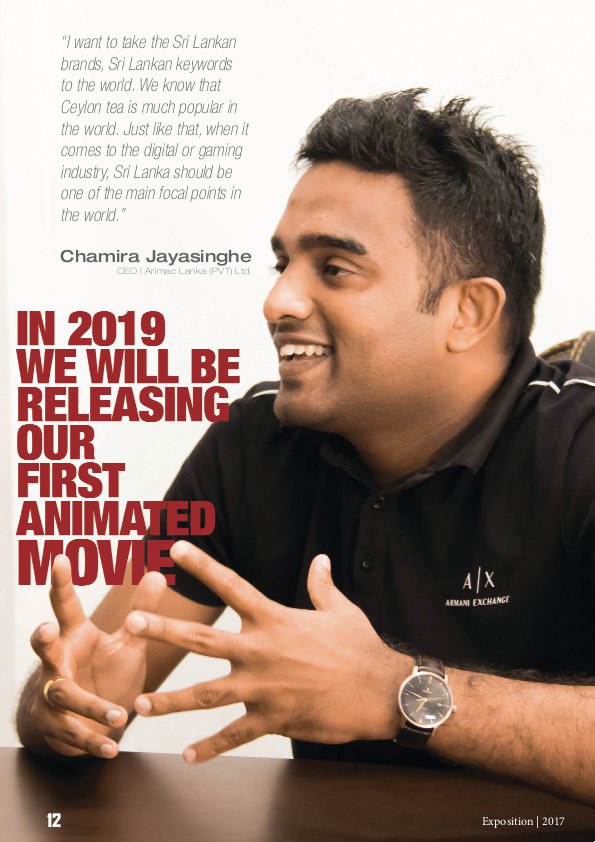 “I want to take the Sri Lankan
brands, Sri Lankan keywords
to the world. We know that
Ceylon tea is much popular in
the world. Just like that, when it
comes to the digital or gaming
industry, Sri Lanka should be
one of the main focal points in
the world.”
Chamira Jayasinghe
CEO I Arimac Lanka (PVT) Ltd.
IN 2019
WE WILL BE
RELEASING
OUR
FIRST
ANIMATED
MOVIE
A|X
ARMANI EXCHANGE
12
Exposition | 2017